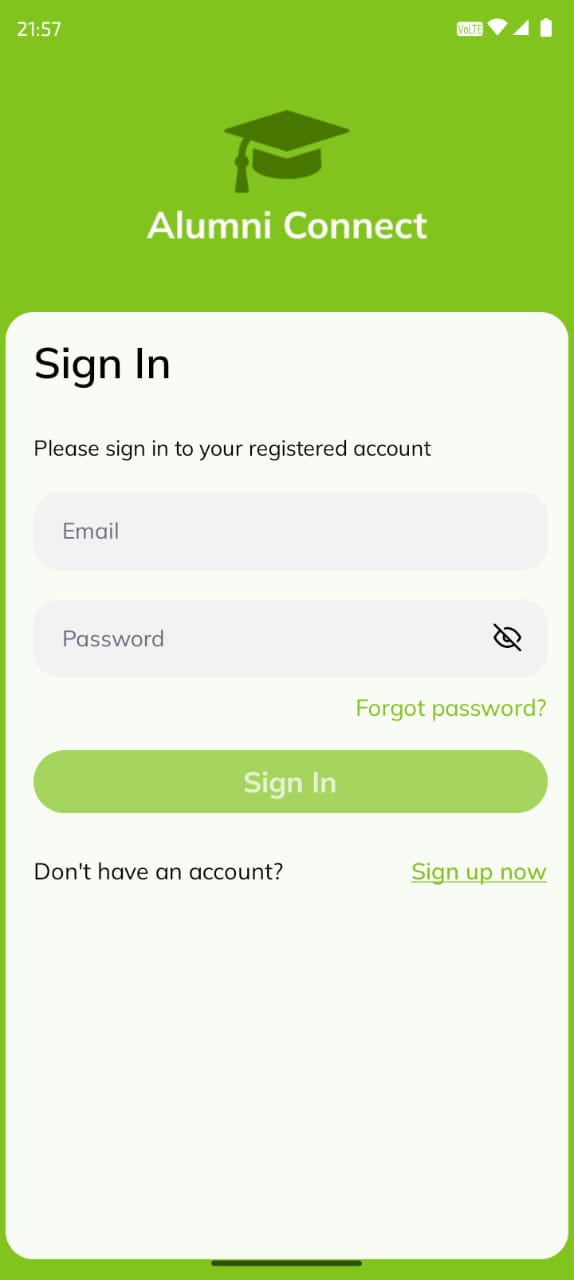 21:57
VoLTE
Alumni Connect
Sign In
Please sign in to your registered account
Email
Password
Forgot password?
Sign In
Don't have an account? Sign up now